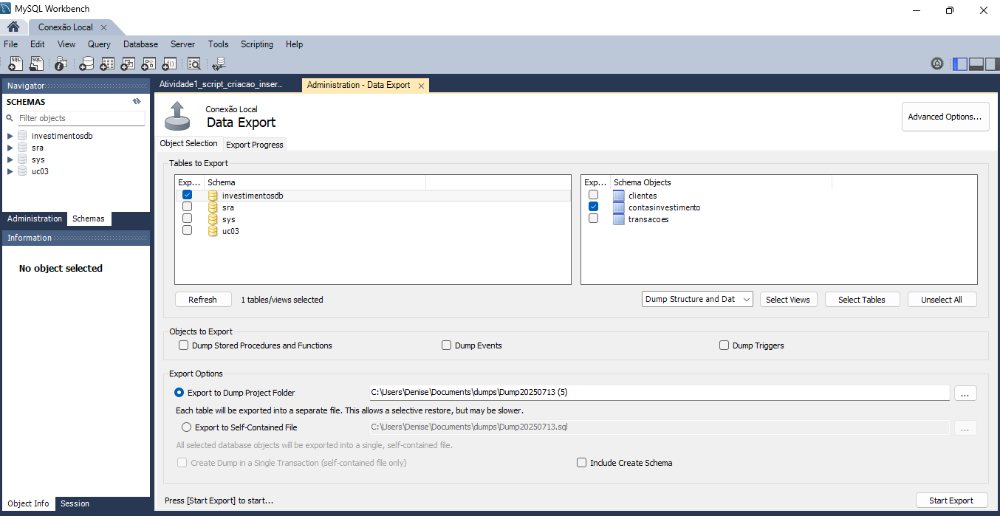 MySQL Workbench
Conexão Local
File Edit View Query Database Server Tools Scripting Help
Navigator
SCHEMAS
Filter objects
investimentosdb
sra
sys
uc03
Administration Schemas
Information
No object selected
Object Info Session
Atividade1_script_criacao_inser... Administration - Data Export
Conexão Local
Data Export
Advanced Options...
Object Selection Export Progress
Tables to Export
Exp... Schema
investimentosdb
sra
sys
uc03
Exp... Schema Objects
clientes
contasinvestimento
transacoes
Refresh 1 tables/views selected Dump Structure and Dat Select Views Select Tables Unselect All
Objects to Export
Dump Stored Procedures and Functions Dump Events Dump Triggers
Export Options
Export to Dump Project Folder C:\Users\Denise\Documents\dumps\Dump20250713 (5) ...
Each table will be exported into a separate file. This allows a selective restore, but may be slower.
Export to Self-Contained File C:\Users\Denise\Documents\dumps\Dump20250713.sql ...
All selected database objects will be exported into a single, self-contained file.
Create Dump in a Single Transaction (self-contained file only) Include Create Schema
Press [Start Export] to start... Start Export